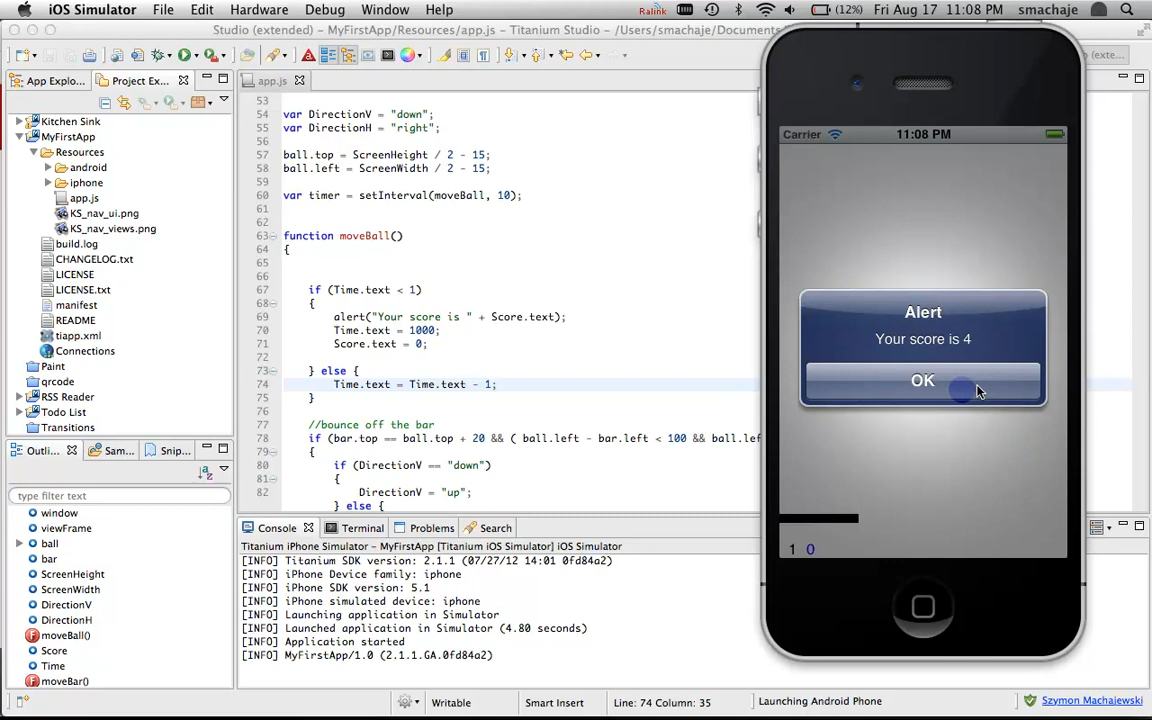 iOS Simulator File Edit Hardware Debug Window Help Ralink (12%) Fri Aug 17 11:08 PM smachaje
Studio (extended) - MyFirstApp/Resources/app.js - Titanium Studio - /Users/smachaje/Documents
App Explo... Project Ex...
app.js
Kitchen Sink
MyFirstApp
Resources
android
iphone
app.js
KS_nav_ui.png
KS_nav_views.png
build.log
CHANGELOG.txt
LICENSE
LICENSE.txt
manifest
README
tiapp.xml
Connections
Paint
qrcode
RSS Reader
Todo List
Transitions
53
54 var DirectionV = "down";
55 var DirectionH = "right";
56
57 ball.top = ScreenHeight / 2 - 15;
58 ball.left = ScreenWidth / 2 - 15;
59
60 var timer = setInterval(moveBall, 10);
61
62
63 function moveBall()
64 {
65
66
67 if (Time.text < 1)
68 {
69 alert("Your score is " + Score.text);
70 Time.text = 1000;
71 Score.text = 0;
72
73 } else {
74 Time.text = Time.text - 1;
75 }
76
77 //bounce off the bar
78 if (bar.top == ball.top + 20 && ( ball.left - bar.left < 100 && ball.lef
79 {
80 if (DirectionV == "down")
81 {
82 DirectionV = "up";
} else {
Carrier 11:08 PM
Alert
Your score is 4
OK
1 0
Outli... Sam... Snip...
type filter text
window
viewFrame
ball
bar
ScreenHeight
ScreenWidth
DirectionV
DirectionH
moveBall()
Score
Time
moveBar()
Console Terminal Problems Search
Titanium iPhone Simulator - MyFirstApp [Titanium iOS Simulator] iOS Simulator
[INFO] Titanium SDK version: 2.1.1 (07/27/12 14:01 0fd84a2)
[INFO] iPhone Device family: iphone
[INFO] iPhone SDK version: 5.1
[INFO] iPhone simulated device: iphone
[INFO] Launching application in Simulator
[INFO] Launched application in Simulator (4.80 seconds)
[INFO] Application started
[INFO] MyFirstApp/1.0 (2.1.1.GA.0fd84a2)
Writable Smart Insert Line: 74 Column: 35 Launching Android Phone Szymon Machajewski